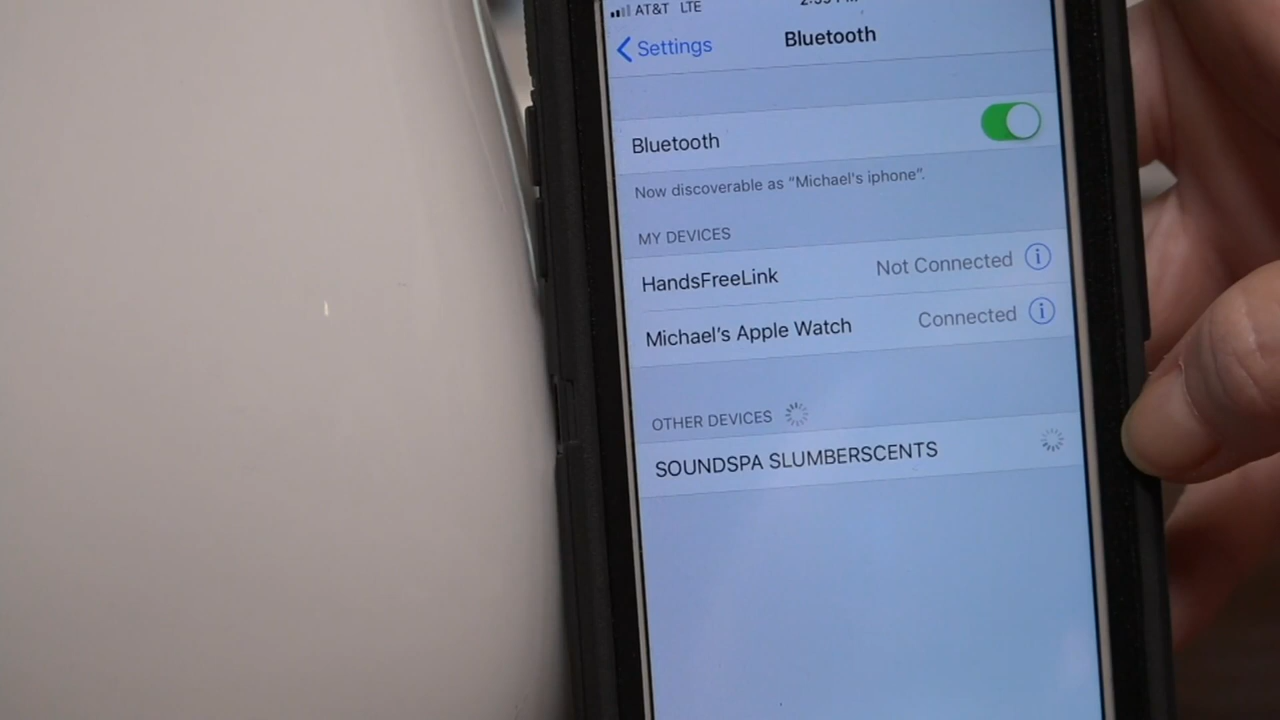 AT&T LTE
Settings
Bluetooth
Bluetooth
Now discoverable as “Michael's iphone”.
MY DEVICES
HandsFreeLink Not Connected i
Michael’s Apple Watch Connected i
OTHER DEVICES
SOUNDSPA SLUMBERSCENTS